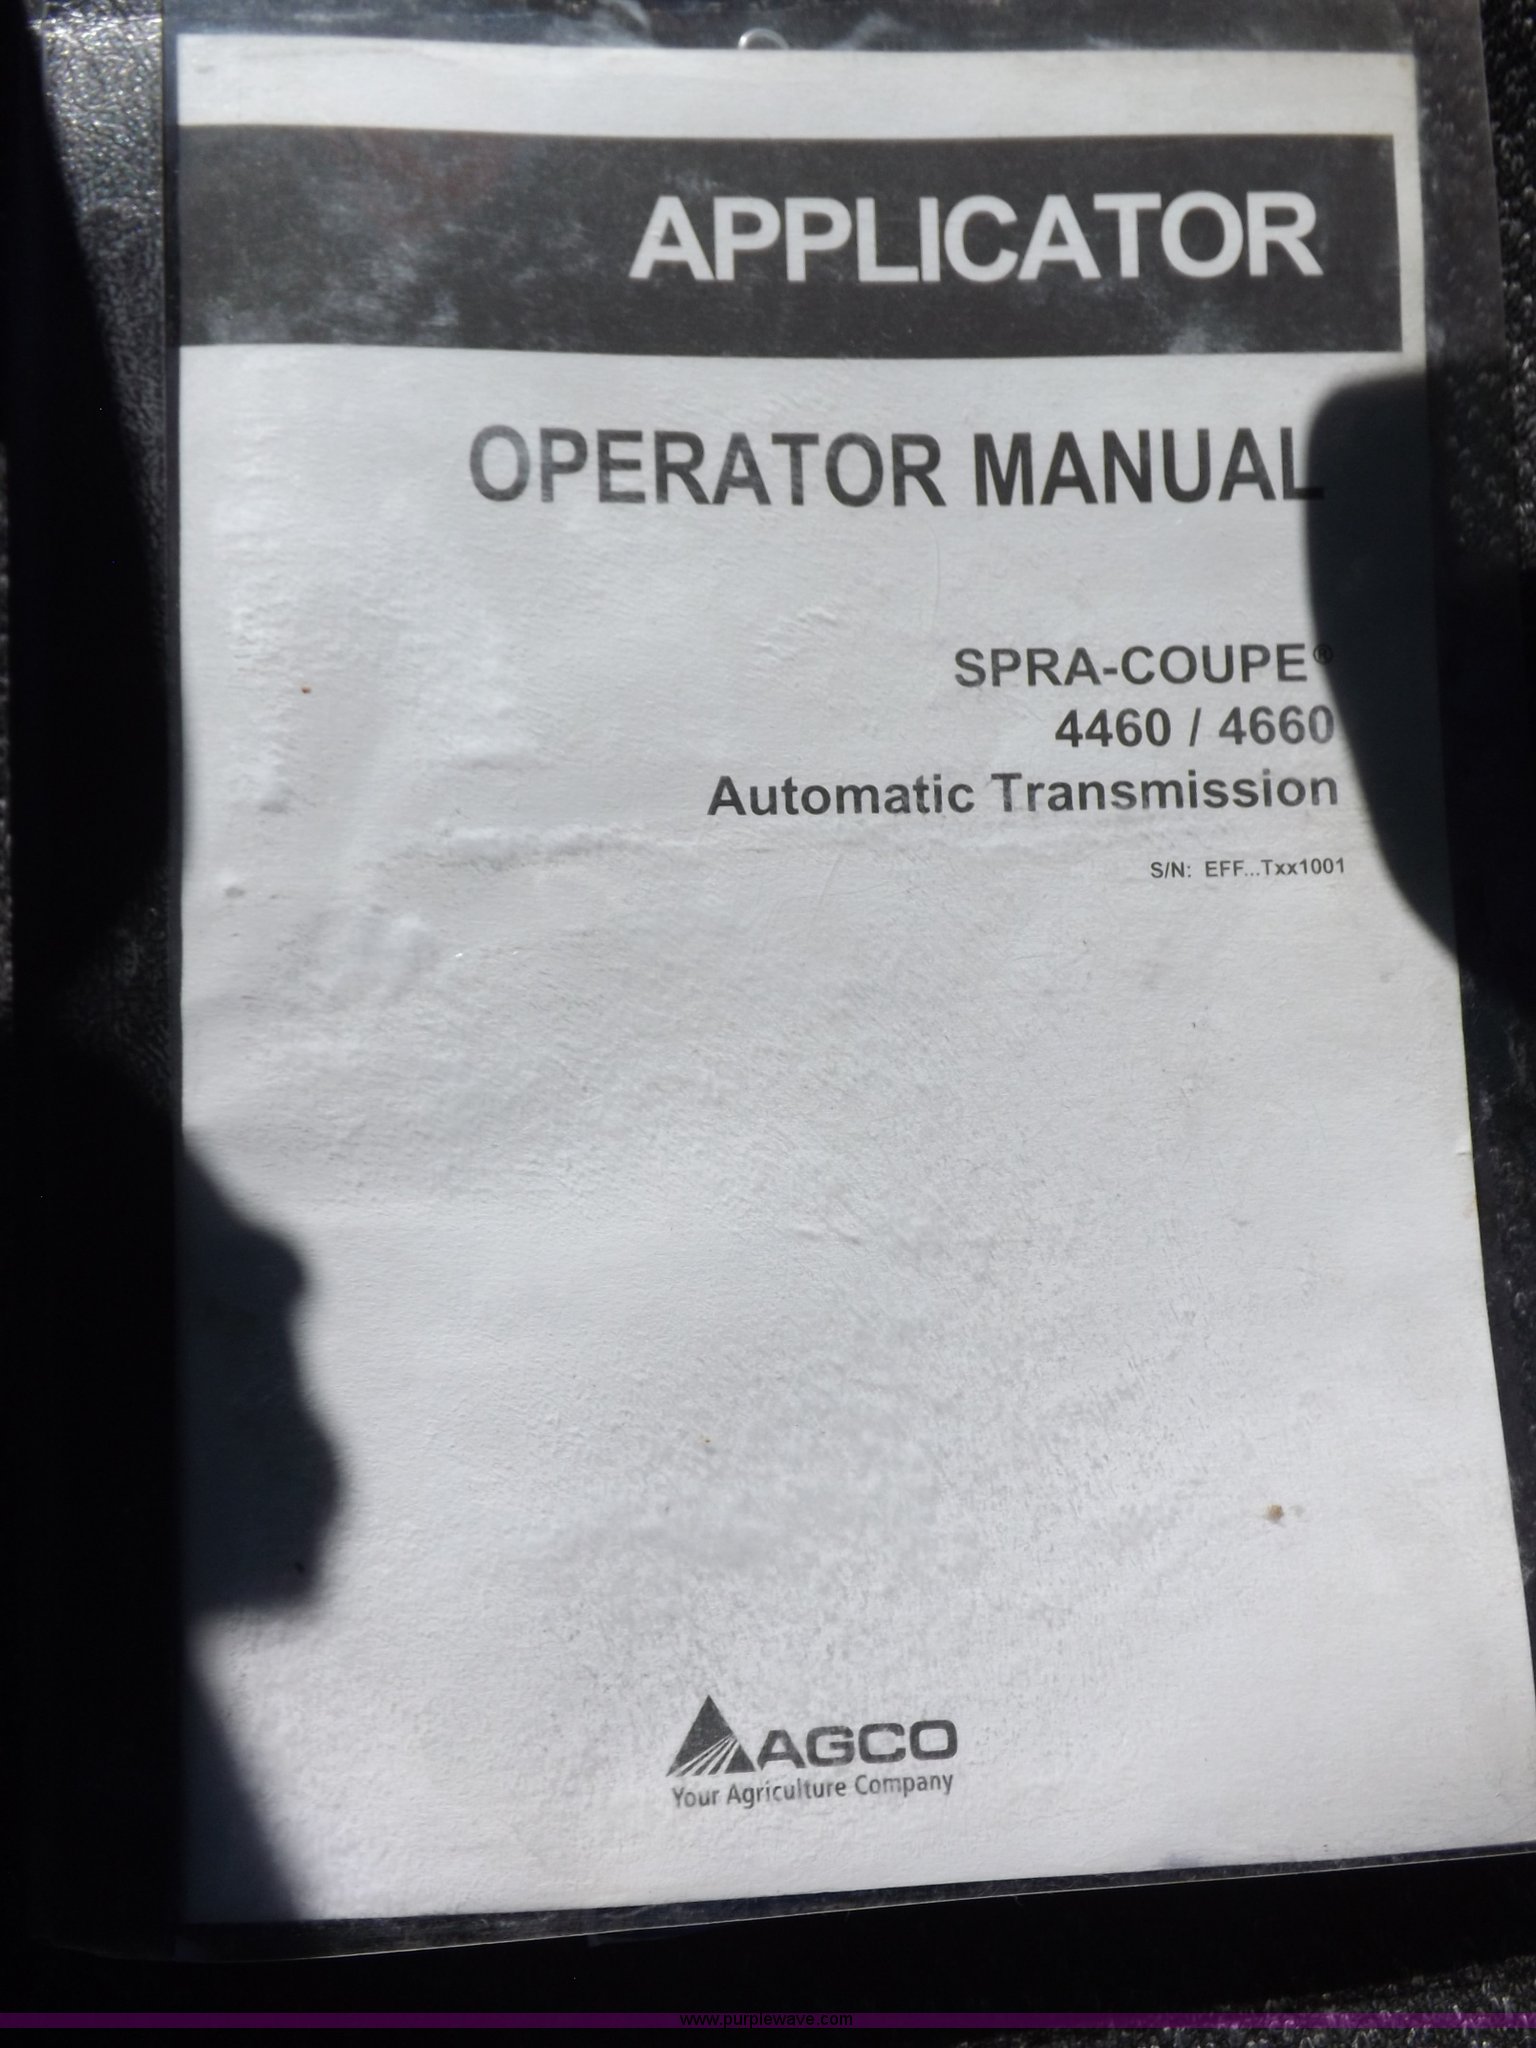 APPLICATOR
OPERATOR MANUAL
SPRA-COUPE®
4460 / 4660
Automatic Transmission
S/N: EFF...Txx1001
AGCO
Your Agriculture Company
www.purplewave.com